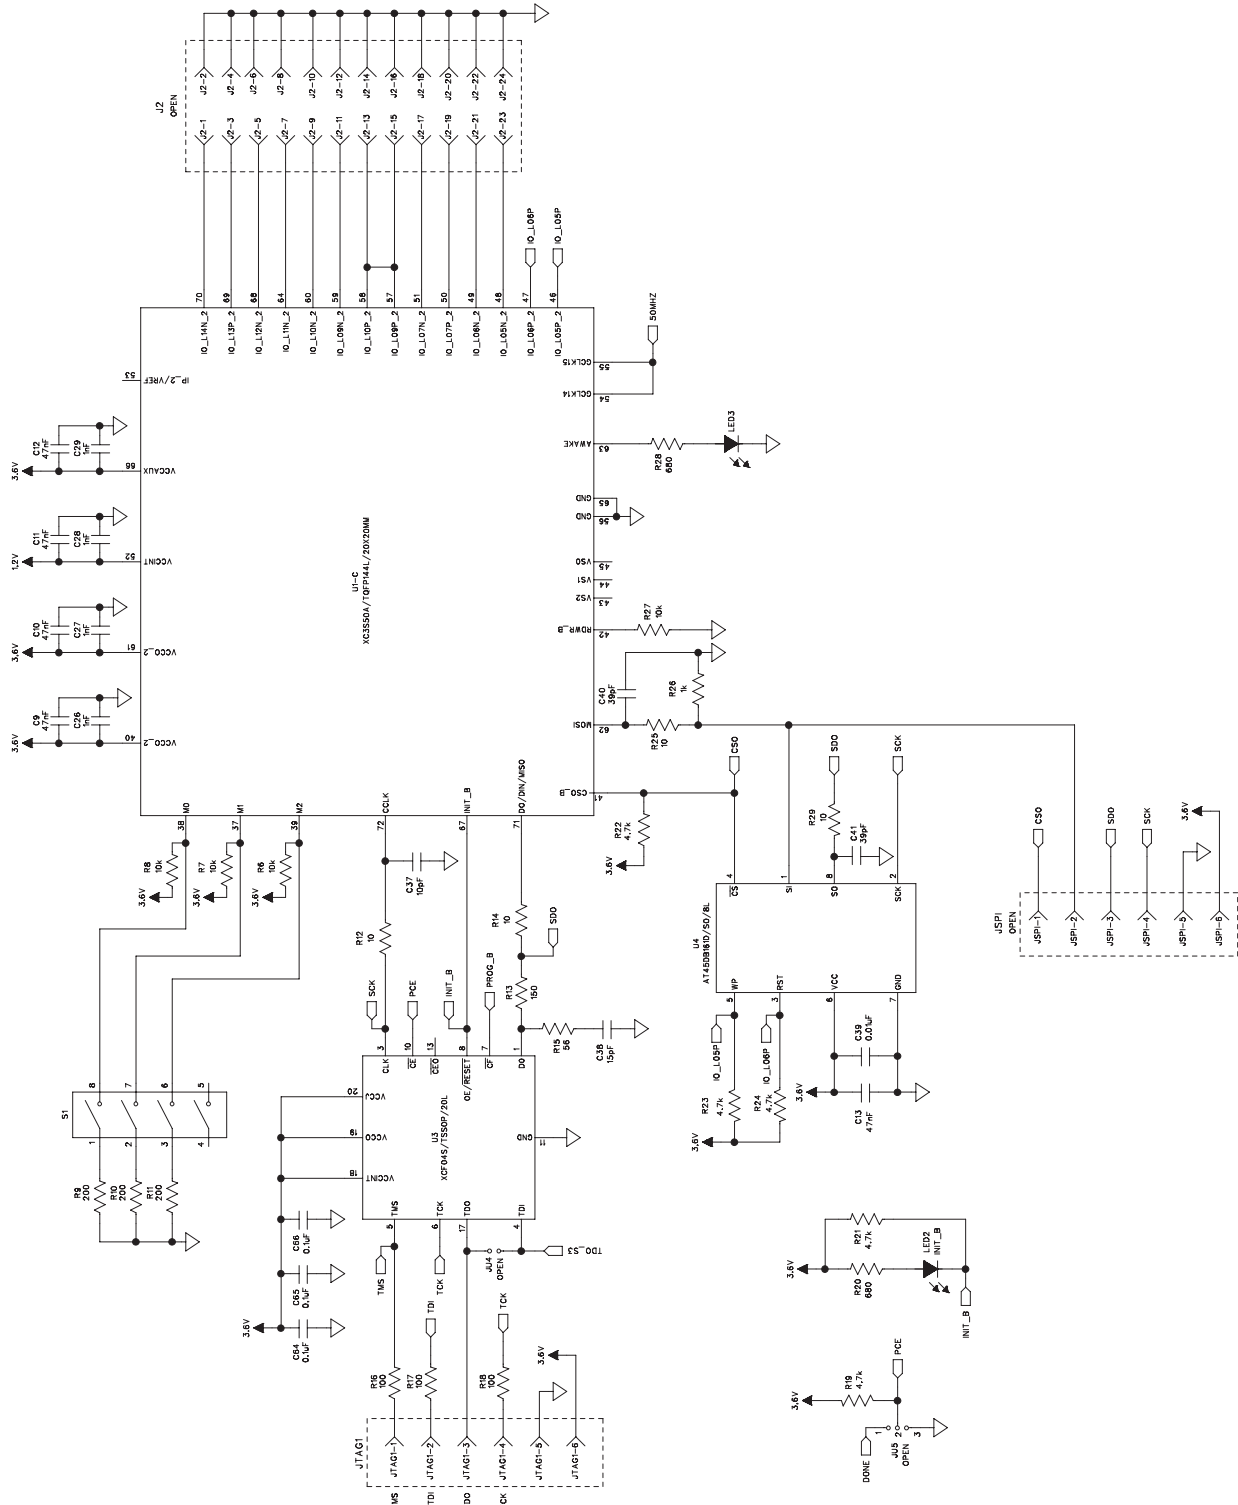 J2
OPEN
J2-2
J2-4
J2-6
J2-8
J2-10
J2-12
J2-14
J2-16
J2-18
J2-20
J2-22
J2-24
J2-1
J2-3
J2-5
J2-7
J2-9
J2-11
J2-13
J2-15
J2-17
J2-19
J2-21
J2-23
IO_L06P
IO_L05P
70
69
68
64
60
59
58
57
51
50
49
48
47
46
IO_L14N_2
IO_L13P_2
IO_L12N_2
IO_L11N_2
IO_L10N_2
IO_L09N_2
IO_L10P_2
IO_L09P_2
IO_L07N_2
IO_L07P_2
IO_L06N_2
IO_L05N_2
IO_L06P_2
IO_L05P_2
53
IP_2/VREF
3.6V
C12
47nF
C29
1nF
66
VCCAUX
1.2V
C11
47nF
C28
1nF
52
VCCINT
3.6V
C10
47nF
C27
1nF
61
VCCO_2
3.6V
C9
47nF
C26
1nF
40
VCCO_2
U1-C
XC3S50A/TQFP144L/20X20MM
GCLK15
55
GCLK14
54
50MHZ
AWAKE
63
R28
680
LED3
GND
65
GND
56
VS0
45
VS1
44
VS2
43
RDWR_B
42
R27
10k
MOSI
62
C40
39pF
R25
10
R26
1k
CSO_B
41
R22
4.7k
3.6V
CSO
SDO
SCK
M0
38
M1
37
M2
39
CCLK
72
INIT_B
67
DO/DIN/MISO
71
R8
10k
3.6V
R7
10k
3.6V
R6
10k
3.6V
C37
10pF
R12
10
R14
10
SDO
R13
150
SCK
PCE
INIT_B
PROG_B
R15
56
C38
15pF
R29
10
C41
39pF
4
CS
1
SI
8
SO
2
SCK
U4
AT45DB161D/SO/8L
WP
5
RST
3
VCC
6
GND
7
IO_L05P
IO_L06P
R23
4.7k
R24
4.7k
3.6V
C39
0.01uF
C13
47nF
3.6V
JSPI
OPEN
JSPI-1
JSPI-2
JSPI-3
JSPI-4
JSPI-5
JSPI-6
CSO
SDO
SCK
3.6V
S1
8
7
6
5
1
2
3
4
R9
200
R10
200
R11
200
3
CLK
10
CE
13
CEO
8
OE/RESET
7
CF
1
DO
20
VCCJ
19
VCCO
18
VCCINT
U3
XCF04S/TSSOP/20L
GND
11
TMS
5
TCK
6
TDO
17
TDI
4
C66
0.1uF
C65
0.1uF
C64
0.1uF
3.6V
TMS
TCK
JU4
OPEN
TDO_S3
TDI
TCK
R16
100
R17
100
R18
100
3.6V
JTAG1
JTAG1-1
JTAG1-2
JTAG1-3
JTAG1-4
JTAG1-5
JTAG1-6
MS
TDI
DO
CK
R21
4.7k
3.6V
R20
680
LED2
INIT_B
INIT_B
3.6V
R19
4.7k
PCE
DONE
1
2
3
JU5
OPEN